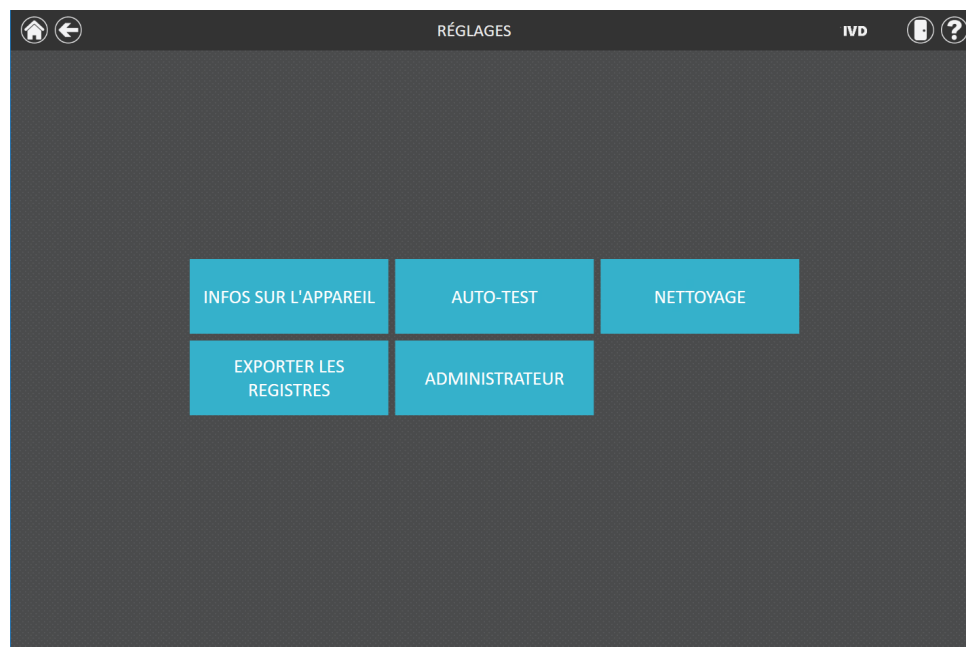 RÉGLAGES
IVD
?
INFOS SUR L'APPAREIL
AUTO-TEST
NETTOYAGE
EXPORTER LES
REGISTRES
ADMINISTRATEUR